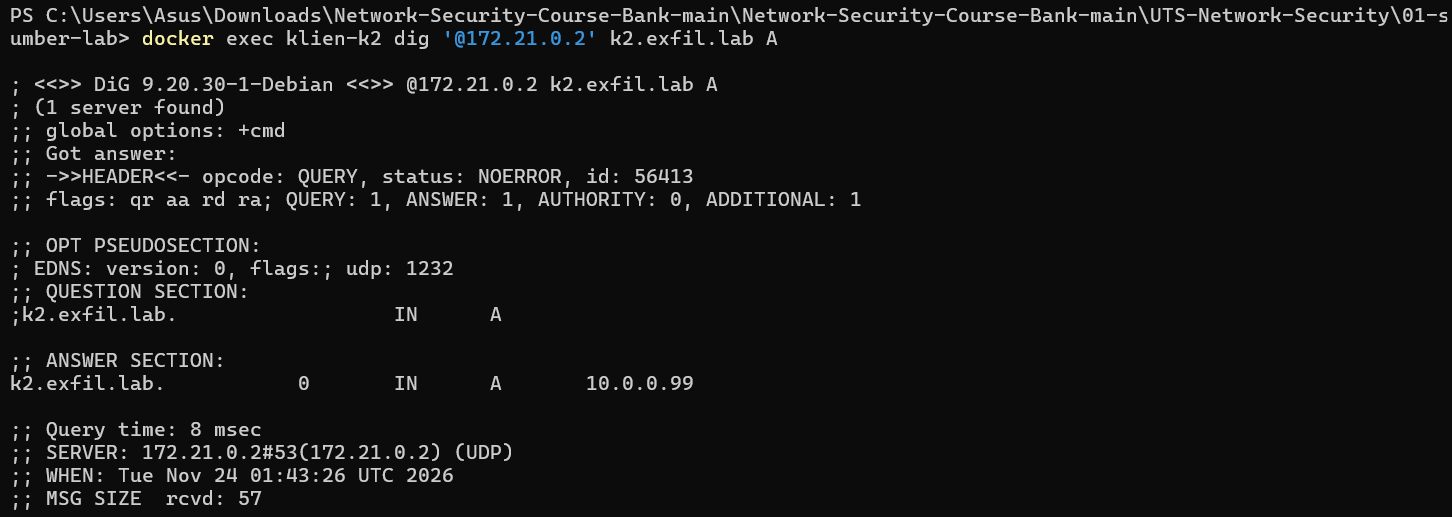 PS C:\Users\Asus\Downloads\Network-Security-Course-Bank-main\Network-Security-Course-Bank-main\UTS-Network-Security\01-s
umber-lab> docker exec klien-k2 dig '@172.21.0.2' k2.exfil.lab A
; <<>> DiG 9.20.30-1-Debian <<>> @172.21.0.2 k2.exfil.lab A
; (1 server found)
;; global options: +cmd
;; Got answer:
;; ->>HEADER<<- opcode: QUERY, status: NOERROR, id: 56413
;; flags: qr aa rd ra; QUERY: 1, ANSWER: 1, AUTHORITY: 0, ADDITIONAL: 1
;; OPT PSEUDOSECTION:
; EDNS: version: 0, flags:; udp: 1232
;; QUESTION SECTION:
;k2.exfil.lab. IN A
;; ANSWER SECTION:
k2.exfil.lab. 0 IN A 10.0.0.99
;; Query time: 8 msec
;; SERVER: 172.21.0.2#53(172.21.0.2) (UDP)
;; WHEN: Tue Nov 24 01:43:26 UTC 2026
;; MSG SIZE  rcvd: 57